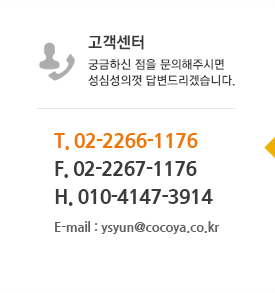 고객센터
궁금하신 점을 문의해주시면
성심성의껏 답변드리겠습니다.
T. 02-2266-1176
F. 02-2267-1176
H. 010-4147-3914
E-mail : ysyun@cocoya.co.kr